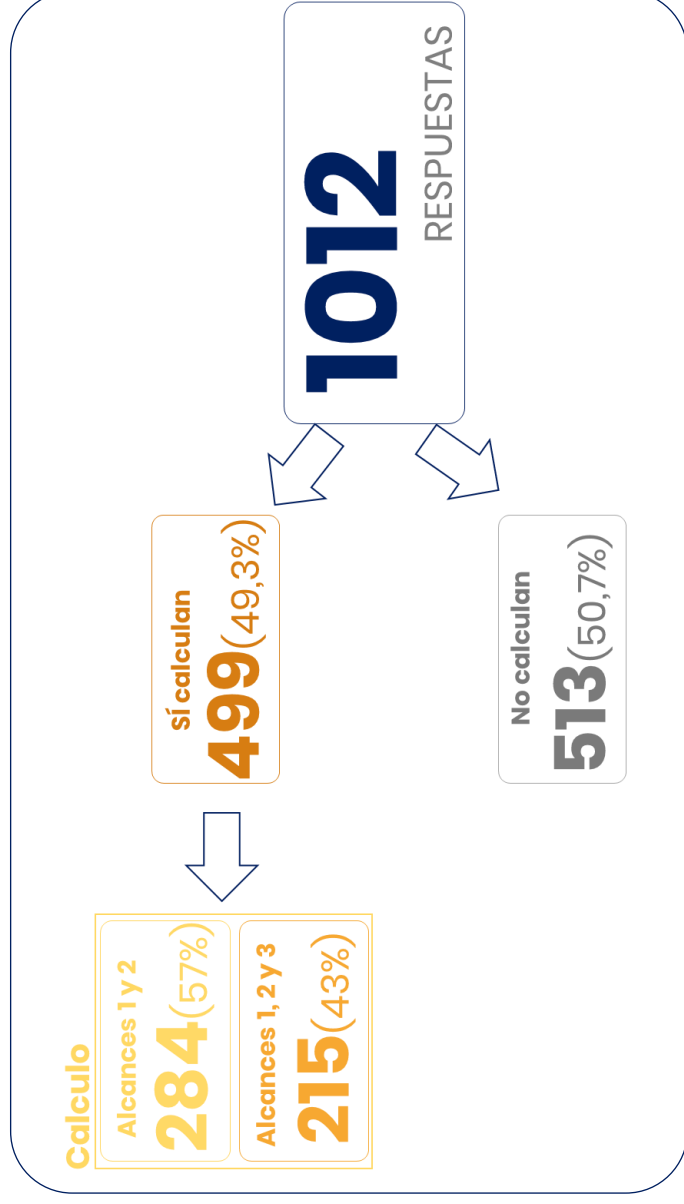 Calculo
Alcances 1 y 2
284(57%)
Alcances 1, 2 y 3
215(43%)
Sí calculan
499(49,3%)
No calculan
513(50,7%)
1012
RESPUESTAS